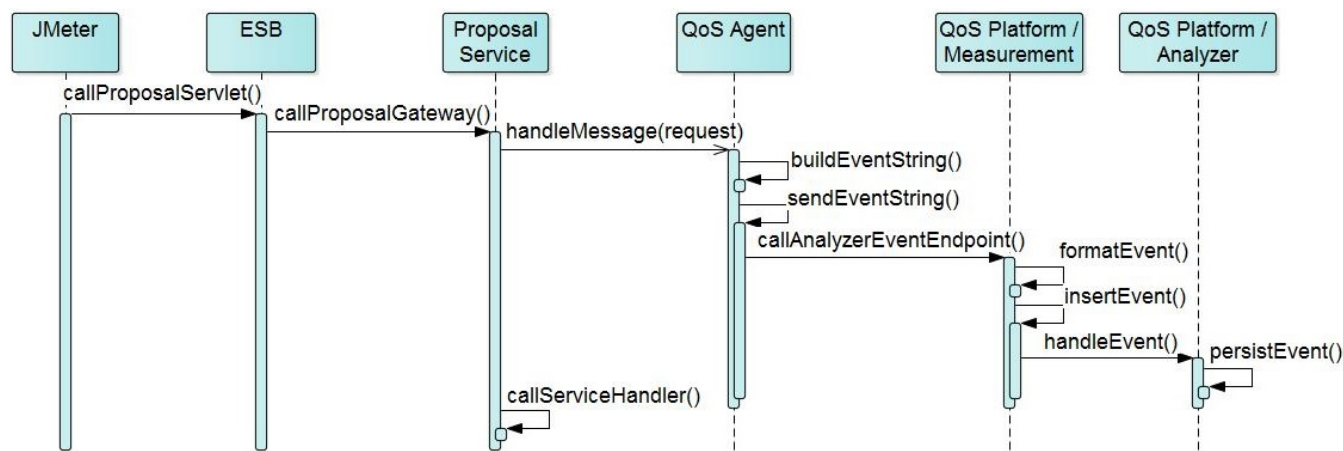 JMeter
ESB
Proposal
Service
QoS Agent
QoS Platform /
Measurement
QoS Platform /
Analyzer
callProposalServlet()
callProposalGateway()
handleMessage(request)
buildEventString()
sendEventString()
callAnalyzerEventEndpoint()
formatEvent()
insertEvent()
handleEvent()
persistEvent()
callServiceHandler()